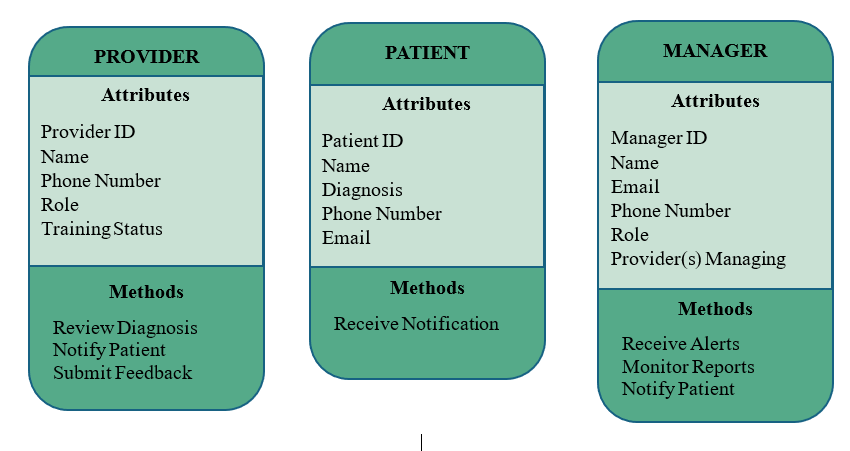 PROVIDER
Attributes
Provider ID
Name
Phone Number
Role
Training Status
Methods
Review Diagnosis
Notify Patient
Submit Feedback
PATIENT
Attributes
Patient ID
Name
Diagnosis
Phone Number
Email
Methods
Receive Notification
MANAGER
Attributes
Manager ID
Name
Email
Phone Number
Role
Provider(s) Managing
Methods
Receive Alerts
Monitor Reports
Notify Patient